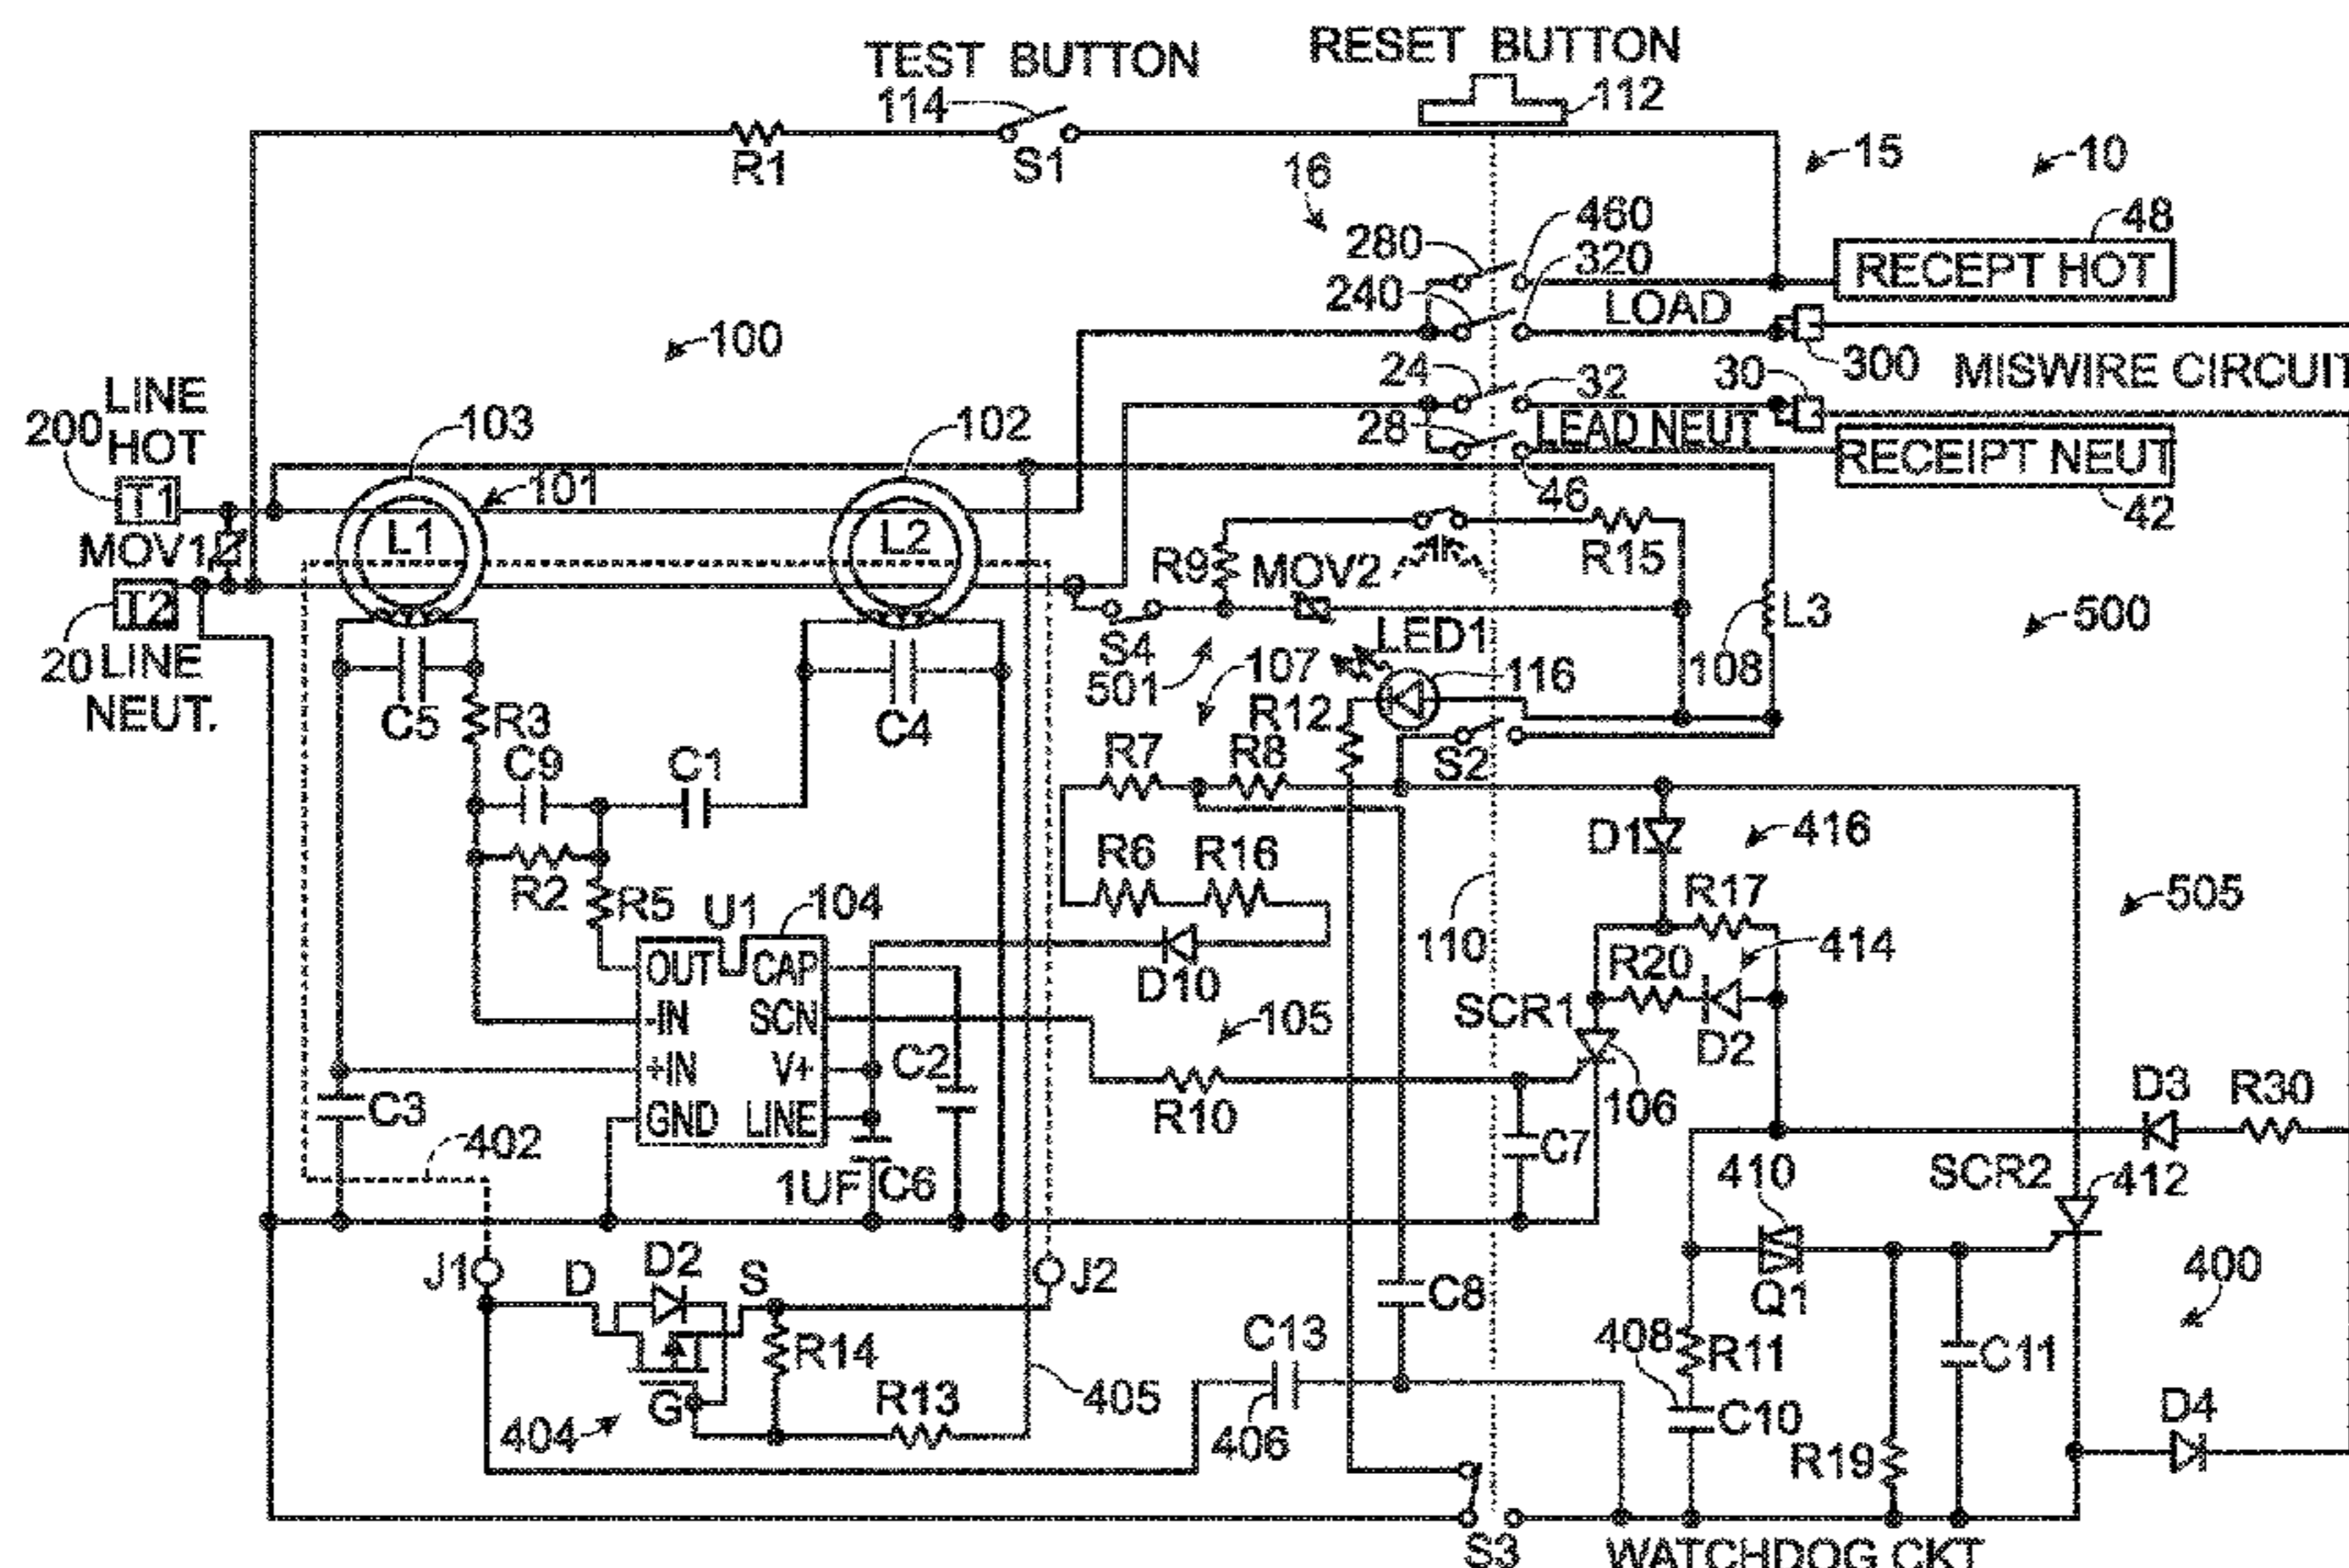 TEST BUTTON
114
RESET BUTTON
112
R1
S1
16
15
10
460
48
280
320
RECEPT HOT
240
LOAD
100
24
32
30
300
MISWIRE CIRCUIT
LINE
HOT
200
103
102
28
LEAD NEUT
RECEIPT NEUT
T1
101
46
42
MOV1
L1
L2
R9
MOV2
R15
T2
L3
500
20
LINE
NEUT.
S4
501
LED1
107
116
108
C5
R3
C4
R12
C9
C1
R7
R8
S2
D1
416
R6
R16
R2
R5
U1
104
R17
505
110
R20
414
OUT
CAP
D10
-IN
SCN
105
SCR1
D2
+IN
V+
C2
C3
R10
106
D3
R30
GND
LINE
402
C7
1UF
C6
410
SCR2
412
J1
D
D2
S
J2
C8
Q1
400
R14
C13
408
R11
C11
G
R13
405
C10
D4
404
406
R19
S3
WATCHDOG CKT